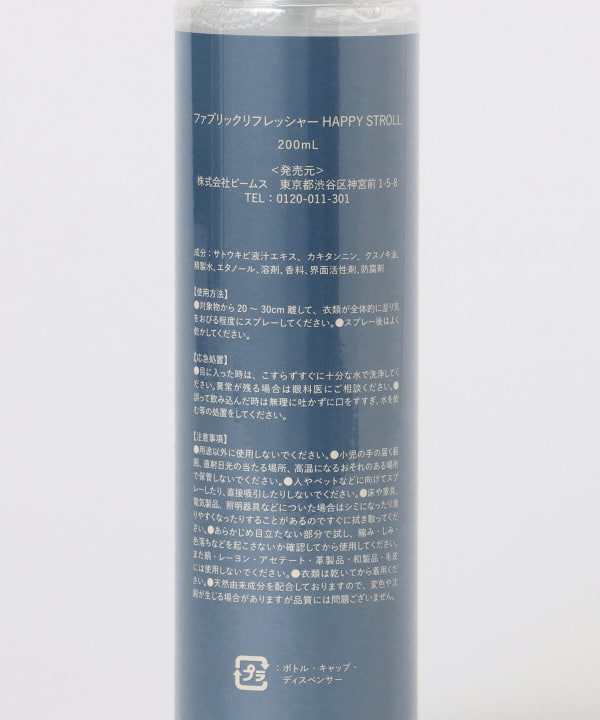 ファブリックリフレッシャー HAPPY STROLL
200mL
<発売元>
株式会社ビームス 東京都渋谷区神宮前 1-5-8
TEL：0120-011-301
成分：サトウキビ液汁エキス、カキタンニン、クスノキ油、
精製水、エタノール、溶剤、香料、界面活性剤、防腐剤
【使用方法】
●対象物から 20 〜 30cm 離して、衣類が全体的に湿り気
をおびる程度にスプレーしてください。●スプレー後はよく
乾かしてください。
【応急処置】
●目に入った時は、こすらずすぐに十分な水で洗浄してく
ださい。異常が残る場合は眼科医にご相談ください。●
誤って飲み込んだ時は無理に吐かずに口をすすぎ、水を飲
む等の処置をしてください。
【注意事項】
●用途以外に使用しないでください。●小児の手の届く範
囲、直射日光の当たる場所、高温になるおそれのある場所
で保管しないでください。●人やペットなどに向けてスプ
レーしたり、直接吸引したりしないでください。●床や家具、
電気製品、照明器具などについた場合はシミになったり滑
りやすくなったりすることがあるのですぐに拭き取ってくだ
さい。●あらかじめ目立たない部分で試し、縮み・しみ・
色落ちなどを起こさないか確認してから使用してください。
また絹・レーヨン・アセテート・革製品・和製品・毛皮
には使用しないでください。●衣類は乾いてから着用くだ
さい。●天然由来成分を配合しておりますので、変色や沈
殿が生じる場合がありますが品質には問題ございません。
プラ
：ボトル・キャップ・
ディスペンサー